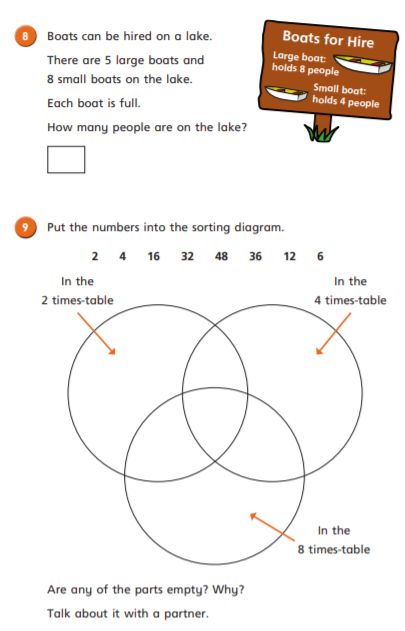 8 Boats can be hired on a lake.
There are 5 large boats and
8 small boats on the lake.
Each boat is full.
How many people are on the lake?
Boats for Hire
Large boat:
holds 8 people
Small boat:
holds 4 people
9 Put the numbers into the sorting diagram.
2 4 16 32 48 36 12 6
In the
2 times-table
In the
4 times-table
In the
8 times-table
Are any of the parts empty? Why?
Talk about it with a partner.